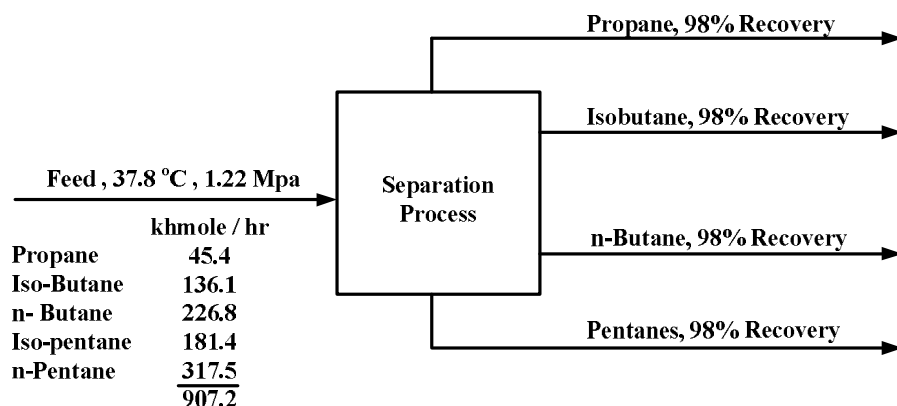 Propane, 98% Recovery
Isobutane, 98% Recovery
Feed , 37.8 °C , 1.22 Mpa
Separation
Process
khmole / hr
n-Butane, 98% Recovery
Propane 45.4
Iso-Butane 136.1
n- Butane 226.8
Iso-pentane 181.4
n-Pentane 317.5
907.2
Pentanes, 98% Recovery